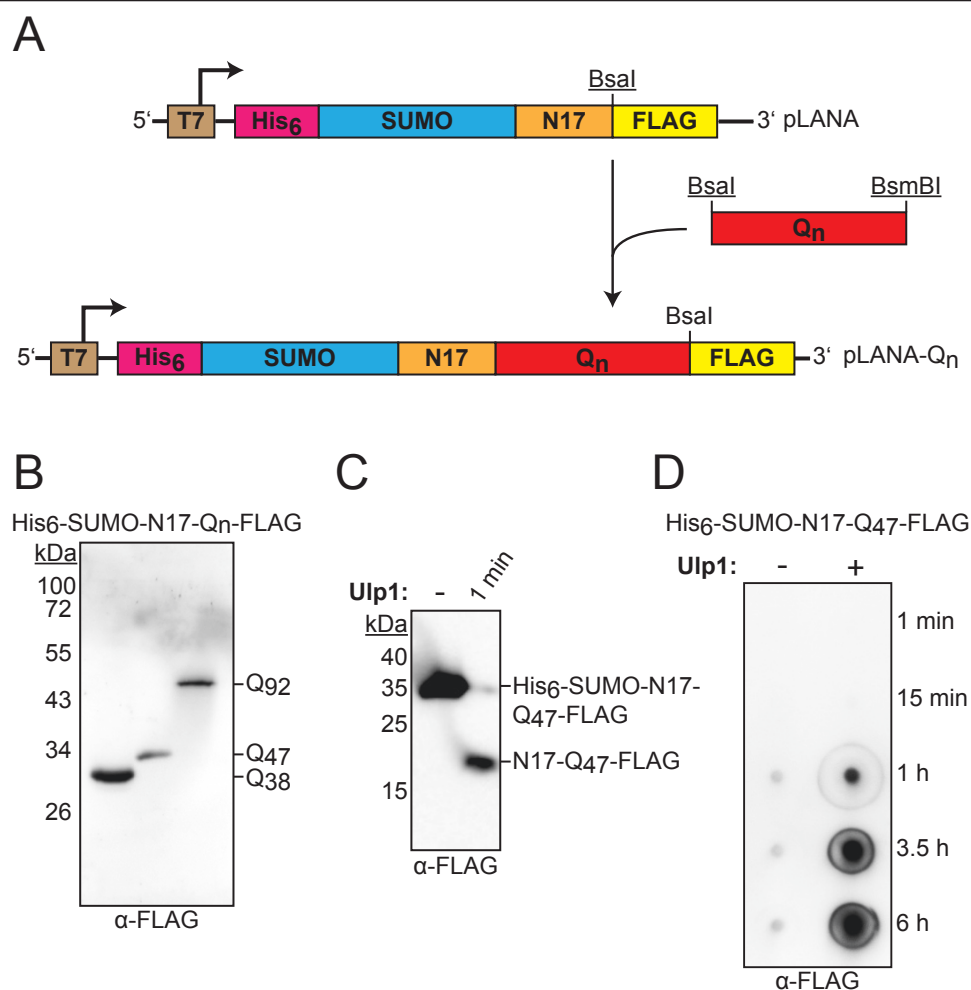 A
BsaI
5‘ T7 His6 SUMO N17 FLAG 3‘ pLANA
BsaI BsmBI
Qn
BsaI
5‘ T7 His6 SUMO N17 Qn FLAG 3‘ pLANA-Qn
B
His6-SUMO-N17-Qn-FLAG
kDa
100
72
55
43
34
26
Q92
Q47
Q38
α-FLAG
C
Ulp1: - 1 min
kDa
40
35
25
15
His6-SUMO-N17-
Q47-FLAG
N17-Q47-FLAG
α-FLAG
D
His6-SUMO-N17-Q47-FLAG
Ulp1: - +
1 min
15 min
1 h
3.5 h
6 h
α-FLAG